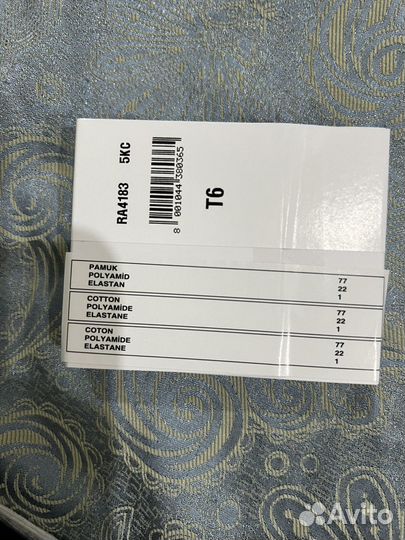 RA4183 5KC
8 001044 380365
T6
PAMUK 77
POLYAMİD 22
ELASTAN 1
COTTON 77
POLYAMIDE 22
ELASTANE 1
COTON 77
POLYAMIDE 22
ELASTANE 1
Avito